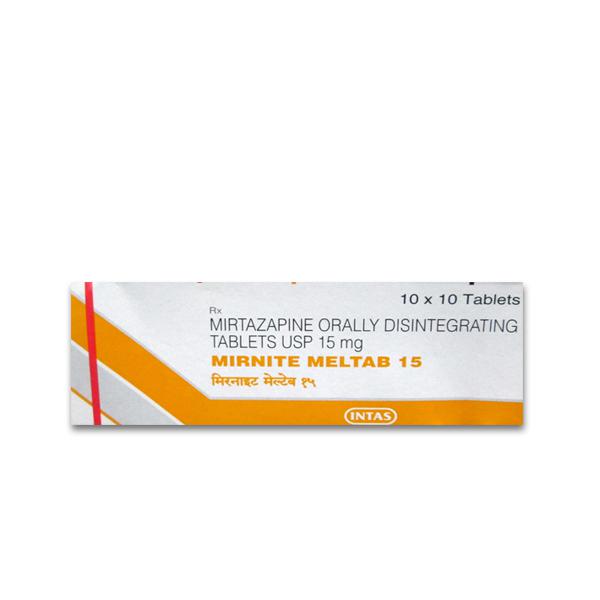 10 x 10 Tablets
Rx
MIRTAZAPINE ORALLY DISINTEGRATING
TABLETS USP 15 mg
MIRNITE MELTAB 15
मिरनाइट मेल्टैब १५
INTAS